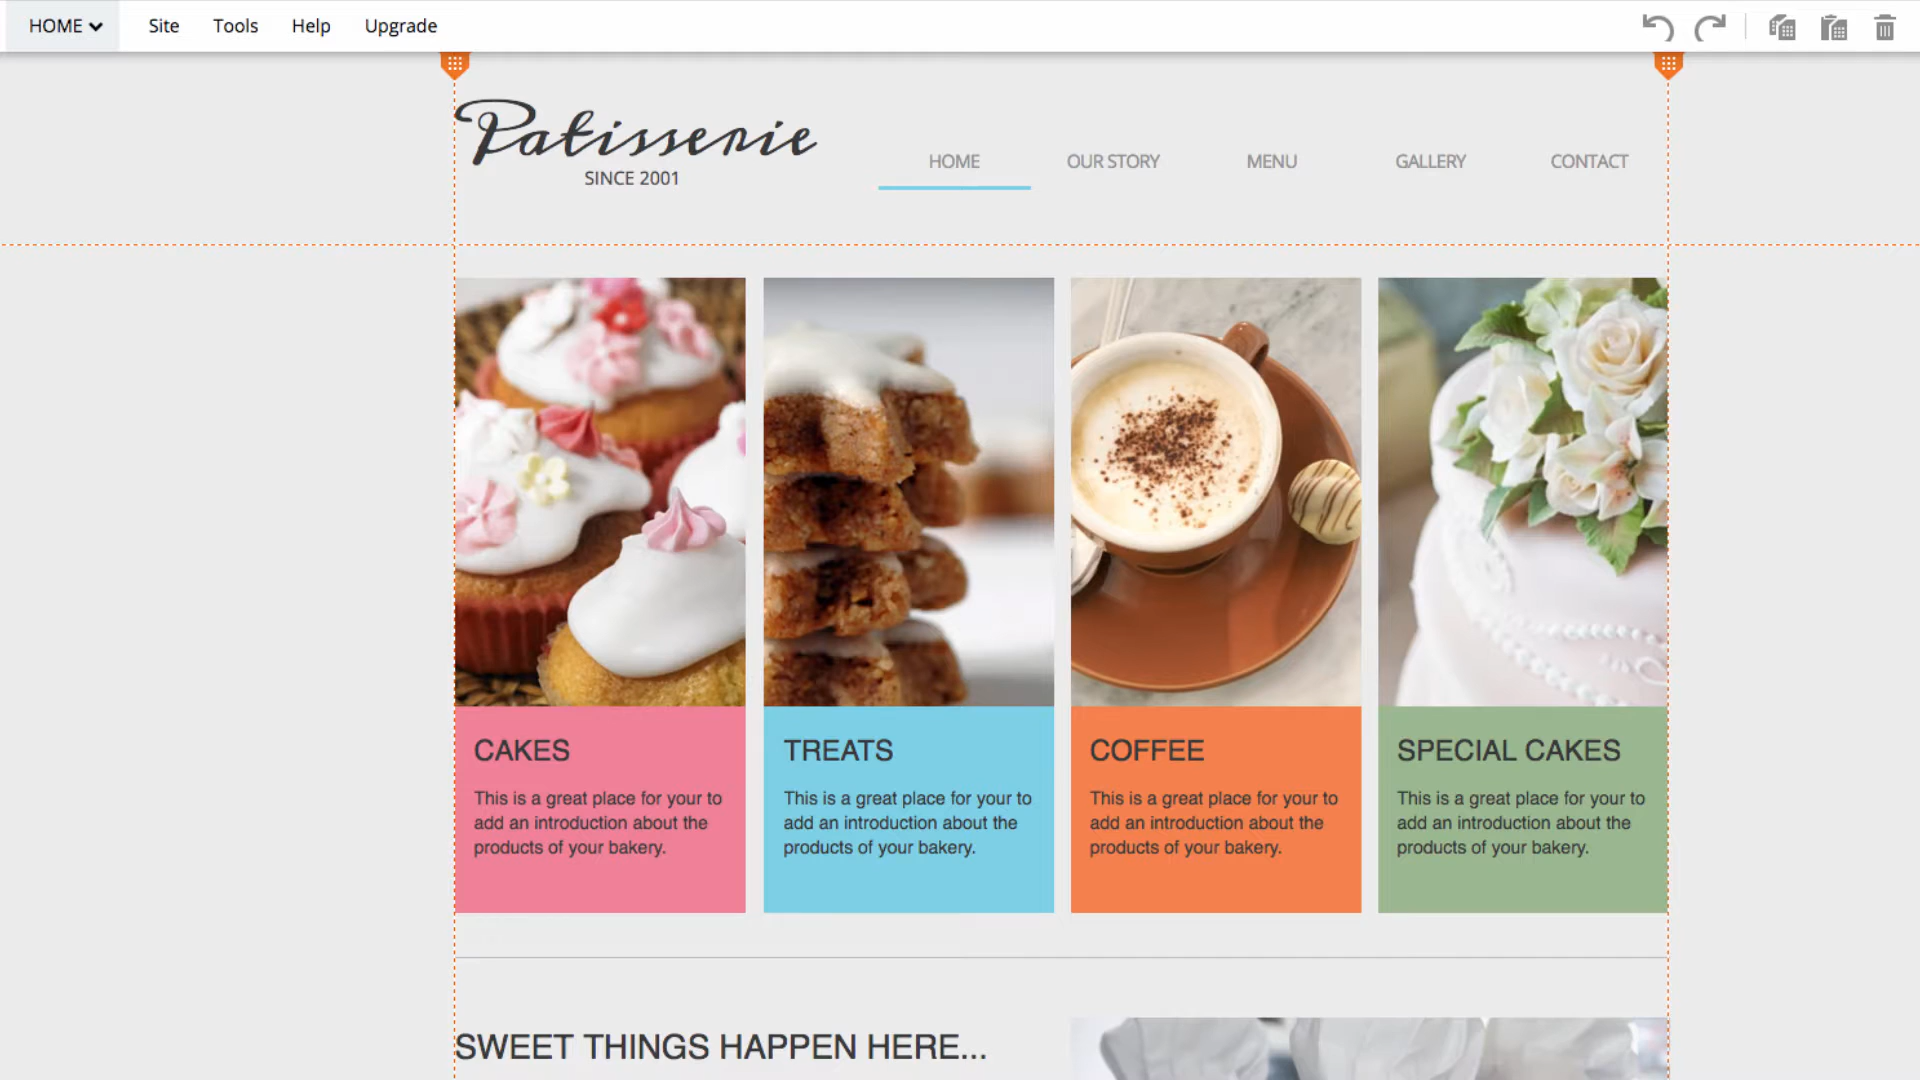 HOME
Site
Tools
Help
Upgrade
Patisserie
SINCE 2001
HOME
OUR STORY
MENU
GALLERY
CONTACT
CAKES
This is a great place for your to
add an introduction about the
products of your bakery.
TREATS
This is a great place for your to
add an introduction about the
products of your bakery.
COFFEE
This is a great place for your to
add an introduction about the
products of your bakery.
SPECIAL CAKES
This is a great place for your to
add an introduction about the
products of your bakery.
SWEET THINGS HAPPEN HERE...